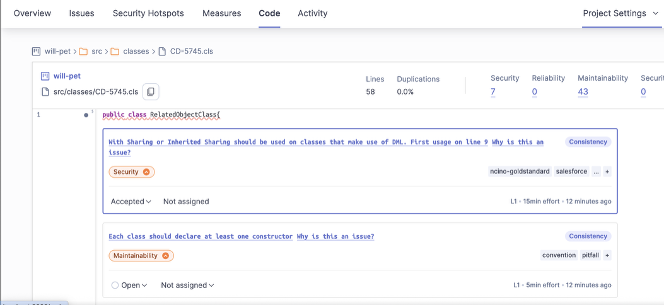 Overview Issues Security Hotspots Measures Code Activity Project Settings
will-pet > src > classes > CD-5745.cls
will-pet
src/classes/CD-5745.cls
Lines Duplications Security Reliability Maintainability Securi
58 0.0% 7 0 43 0
1 public class RelatedObjectClass{
With Sharing or Inherited Sharing should be used on classes that make use of DML. First usage on line 9 Why is this an Consistency
issue?
Security ncino-goldstandard salesforce ... +
Accepted Not assigned L1 · 15min effort · 12 minutes ago
Each class should declare at least one constructor Why is this an issue? Consistency
Maintainability convention pitfall +
Open Not assigned L1 · 5min effort · 12 minutes ago